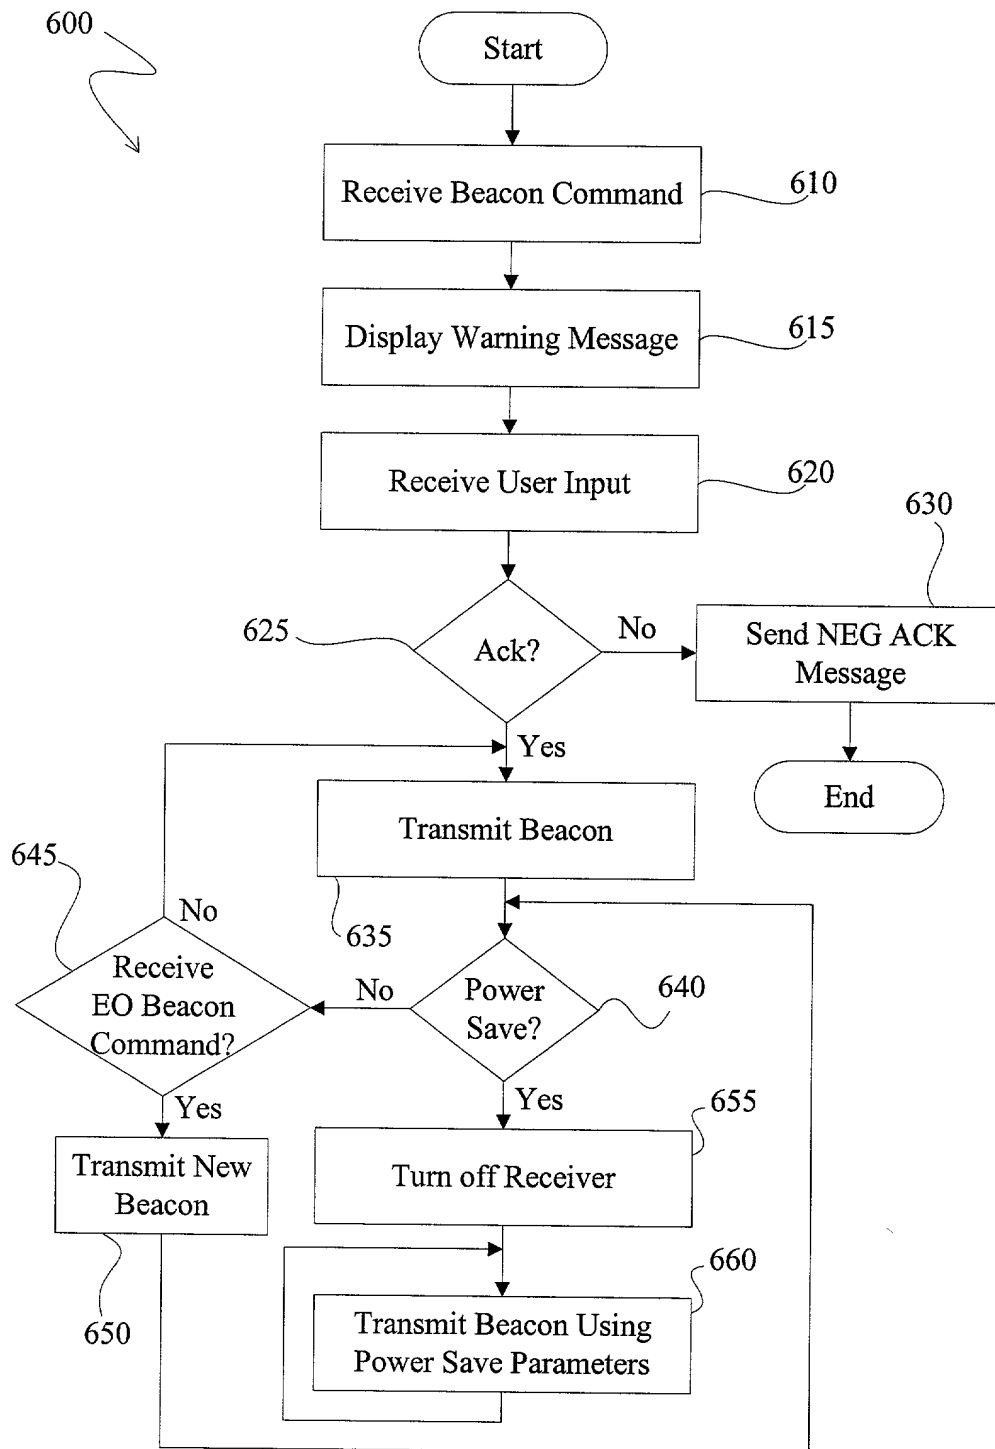 600
Start
Receive Beacon Command
610
Display Warning Message
615
Receive User Input
620
630
625
Ack?
No
Send NEG ACK
Message
Yes
End
Transmit Beacon
645
No
635
Receive
EO Beacon
Command?
No
Power
Save?
640
Yes
Yes
655
Transmit New
Beacon
Turn off Receiver
650
660
Transmit Beacon Using
Power Save Parameters